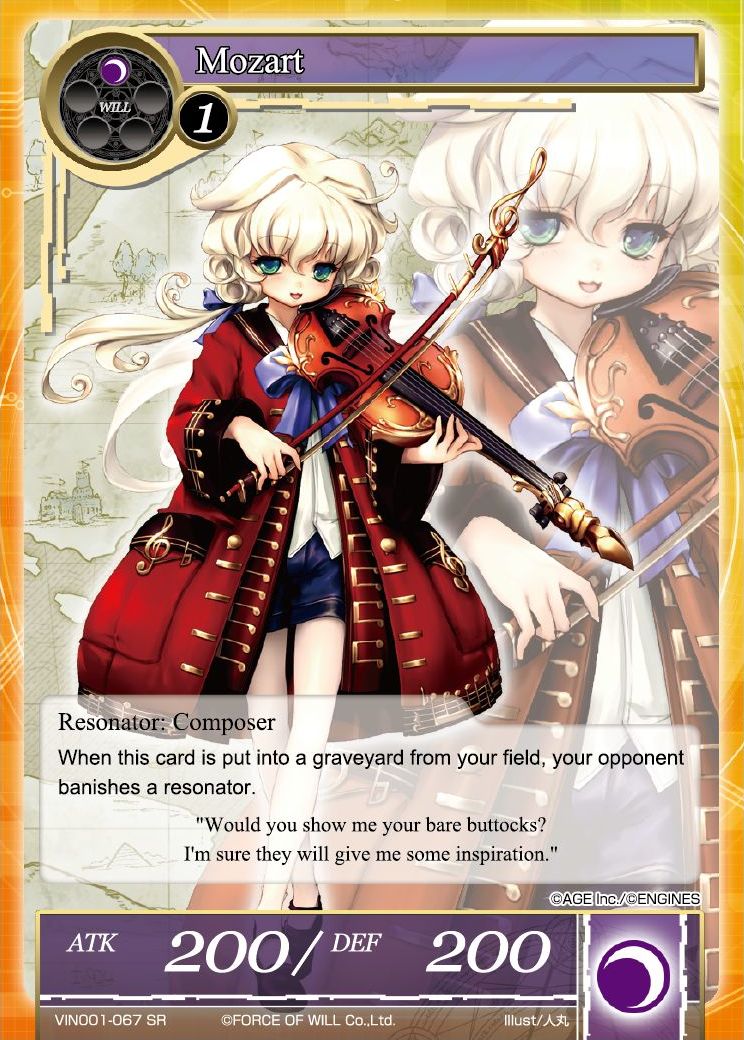 Mozart
WILL
1
Resonator: Composer
When this card is put into a graveyard from your field, your opponent
banishes a resonator.
"Would you show me your bare buttocks?
I'm sure they will give me some inspiration."
©AGE Inc./©ENGINES
ATK 200/ DEF 200
VIN001-067 SR ©FORCE OF WILL Co.,Ltd. Illust/人丸